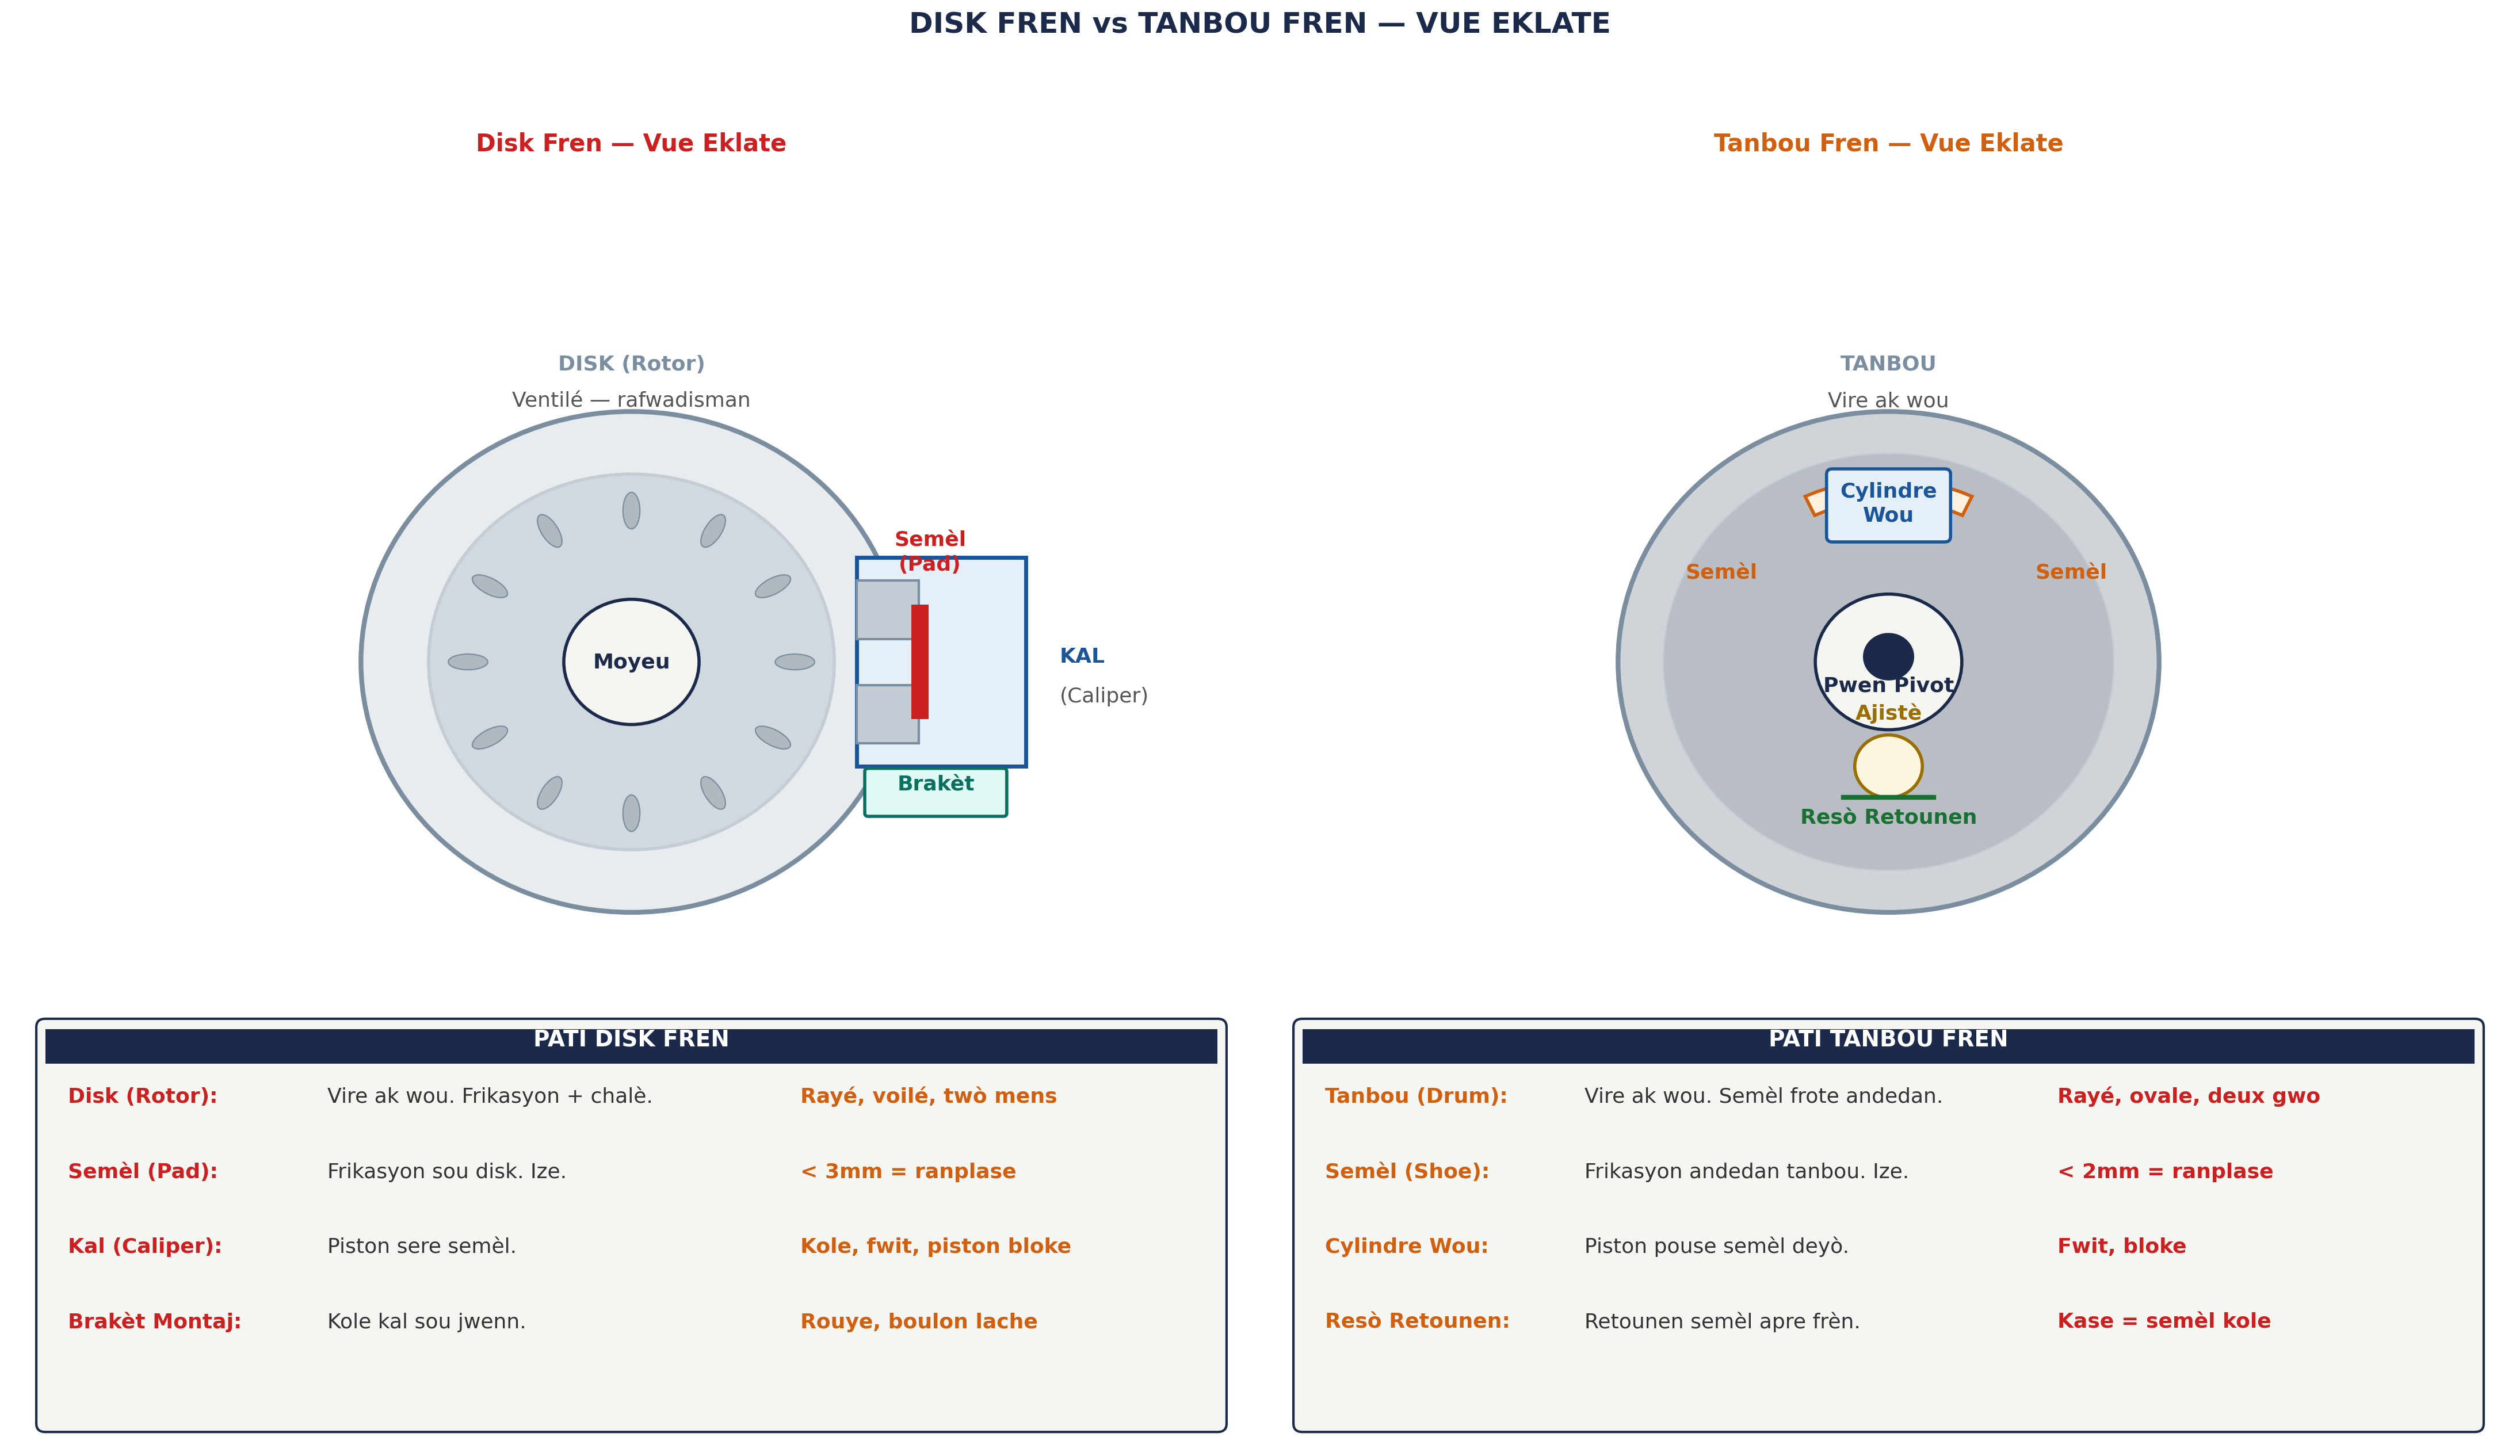 DISK FREN vs TANBOU FREN — VUE EKLATE
Disk Fren — Vue Eklate
DISK (Rotor)
Ventilé — rafwadisman
Moyeu
Semèl
(Pad)
KAL
(Caliper)
Brakèt
Tanbou Fren — Vue Eklate
TANBOU
Vire ak wou
Cylindre
Wou
Semèl
Semèl
Pwen Pivot
Ajistè
Resò Retounen
PATI DISK FREN
Disk (Rotor): Vire ak wou. Frikasyon + chalè. Rayé, voilé, twò mens
Semèl (Pad): Frikasyon sou disk. Ize. < 3mm = ranplase
Kal (Caliper): Piston sere semèl. Kole, fwit, piston bloke
Brakèt Montaj: Kole kal sou jwenn. Rouye, boulon lache
PATI TANBOU FREN
Tanbou (Drum): Vire ak wou. Semèl frote andedan. Rayé, ovale, deux gwo
Semèl (Shoe): Frikasyon andedan tanbou. Ize. < 2mm = ranplase
Cylindre Wou: Piston pouse semèl deyò. Fwit, bloke
Resò Retounen: Retounen semèl apre frèn. Kase = semèl kole